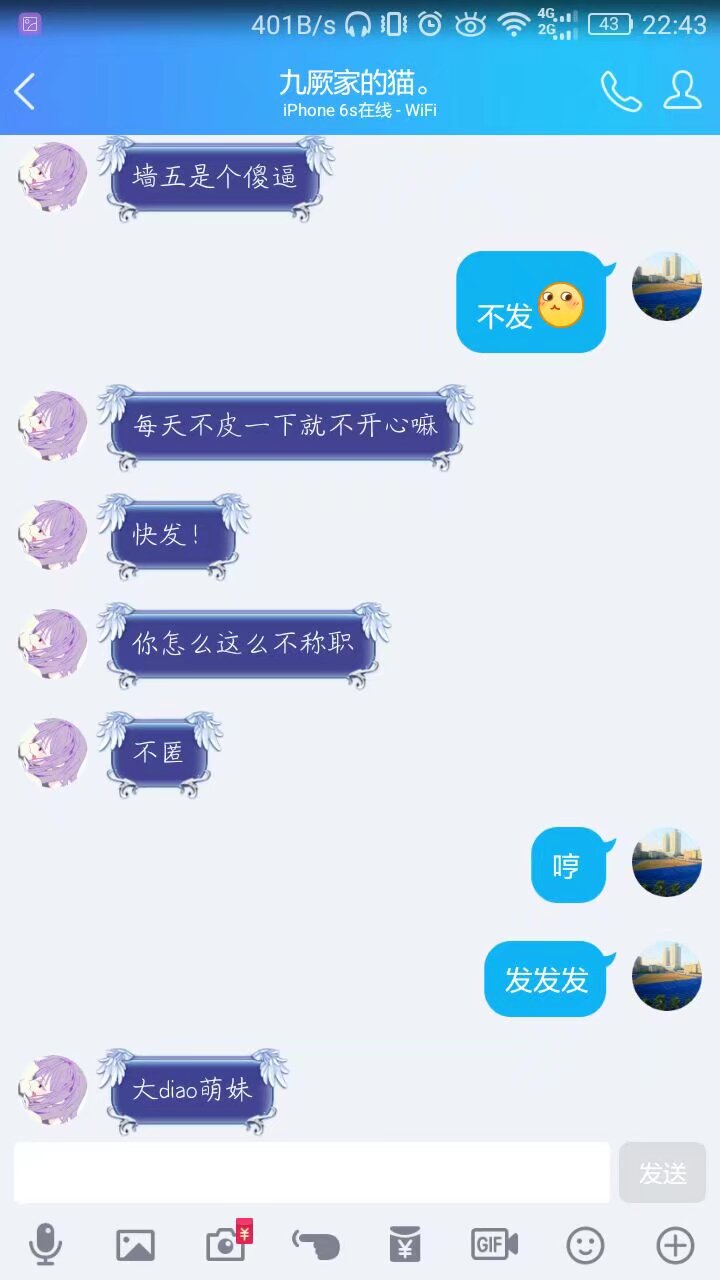 401B/s 4G 2G 43 22:43
九厥家的猫。
iPhone 6s在线 - WiFi
墙五是个傻逼
不发
每天不皮一下就不开心嘛
快发！
你怎么这么不称职
不匿
哼
发发发
大diao萌妹
发送
¥
¥
GIF